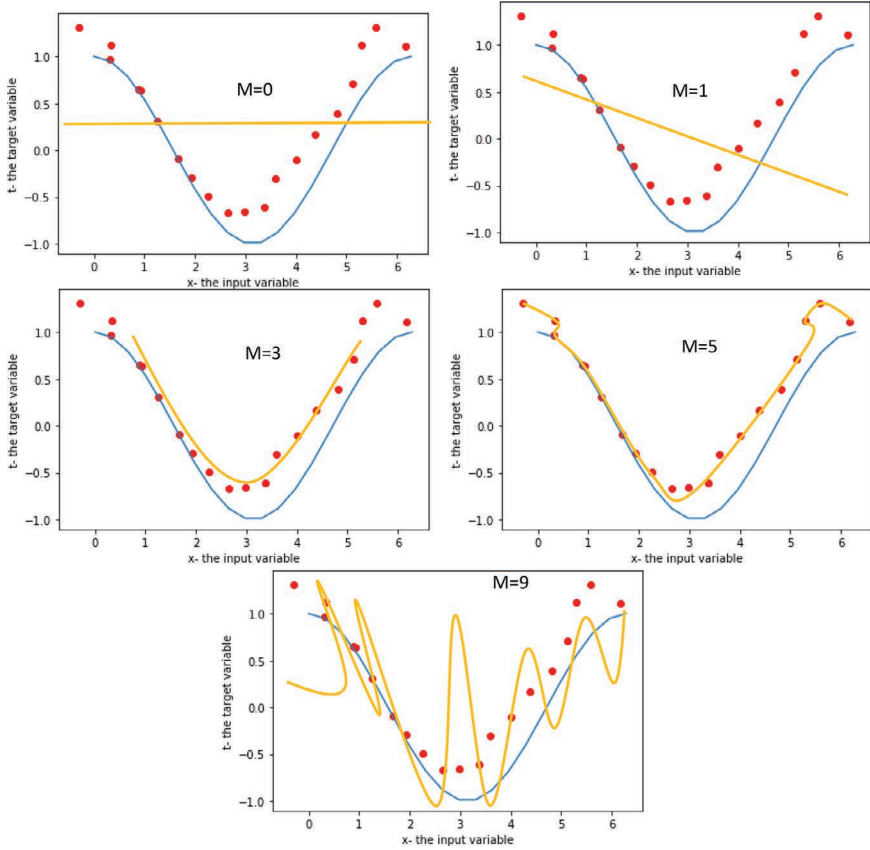 M=0
t- the target variable
1.0
0.5
0.0
−0.5
−1.0
0 1 2 3 4 5 6
x- the input variable
M=1
t- the target variable
1.0
0.5
0.0
−0.5
−1.0
0 1 2 3 4 5 6
x- the input variable
M=3
t- the target variable
1.0
0.5
0.0
−0.5
−1.0
0 1 2 3 4 5 6
x- the input variable
M=5
t- the target variable
1.0
0.5
0.0
−0.5
−1.0
0 1 2 3 4 5 6
x- the input variable
M=9
t- the target variable
1.0
0.5
0.0
−0.5
−1.0
0 1 2 3 4 5 6
x- the input variable